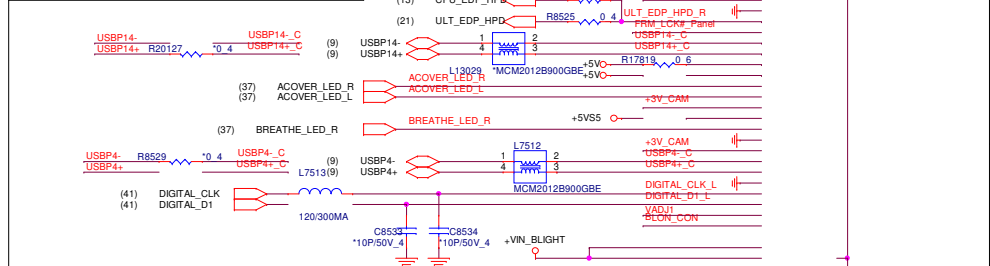 (21) ULT_EDP_HPD R8525 0_4 ULT_EDP_HPD_R
FRM_LCK#_Panel
USBP14- USBP14-_C (9) USBP14- 1 2 USBP14-_C
USBP14+ R20127 *0_4 USBP14+_C (9) USBP14+ 4 3 USBP14+_C
L13029 *MCM2012B900GBE
+5V R17819 0_6
+5V
(37) ACOVER_LED_R ACOVER_LED_R
(37) ACOVER_LED_L ACOVER_LED_L
+3V_CAM
+5VS5
(37) BREATHE_LED_R BREATHE_LED_R
+3V_CAM
L7512
USBP4- R8529 *0_4 USBP4-_C (9) USBP4- 1 2 USBP4-_C
USBP4+ USBP4+_C (9) USBP4+ 4 3 USBP4+_C
L7513
MCM2012B900GBE
(41) DIGITAL_CLK DIGITAL_CLK_L
(41) DIGITAL_D1 DIGITAL_D1_L
120/300MA
VADJ1
BLON_CON
C8533 C8534
*10P/50V_4 *10P/50V_4
+VIN_BLIGHT